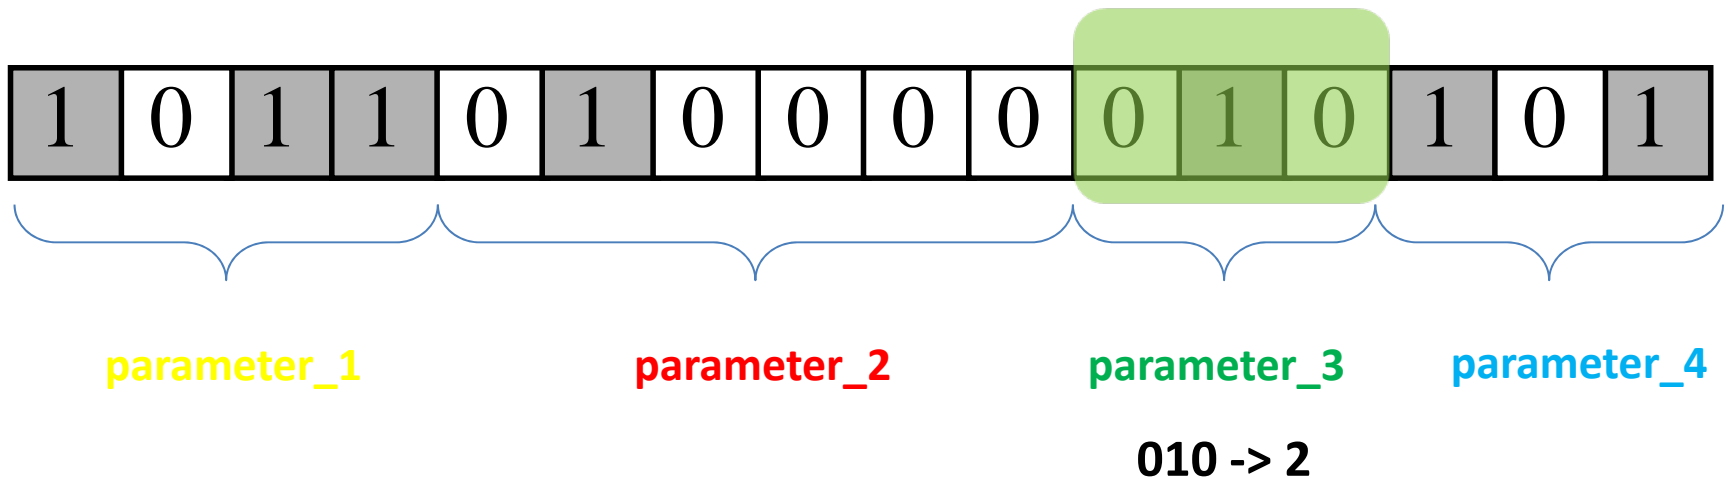 1 0 1 1 0 1 0 0 0 0 0 1 0 1 0 1
parameter_1 parameter_2 parameter_3 parameter_4
010 -> 2